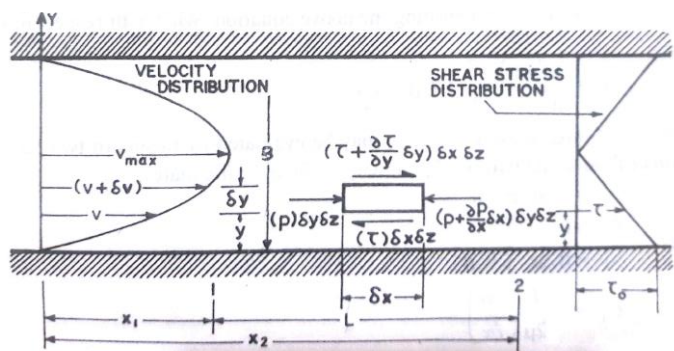 Y
VELOCITY
DISTRIBUTION
SHEAR STRESS
DISTRIBUTION
B
v max
(τ + ∂τ/∂y δy) δx δz
(v+δv)
δy
v
y
(p)δyδz
(p+∂P/∂x δx) δyδz
(τ)δxδz
τ
y
1
2
δx
τ₀
x₁
L
x₂